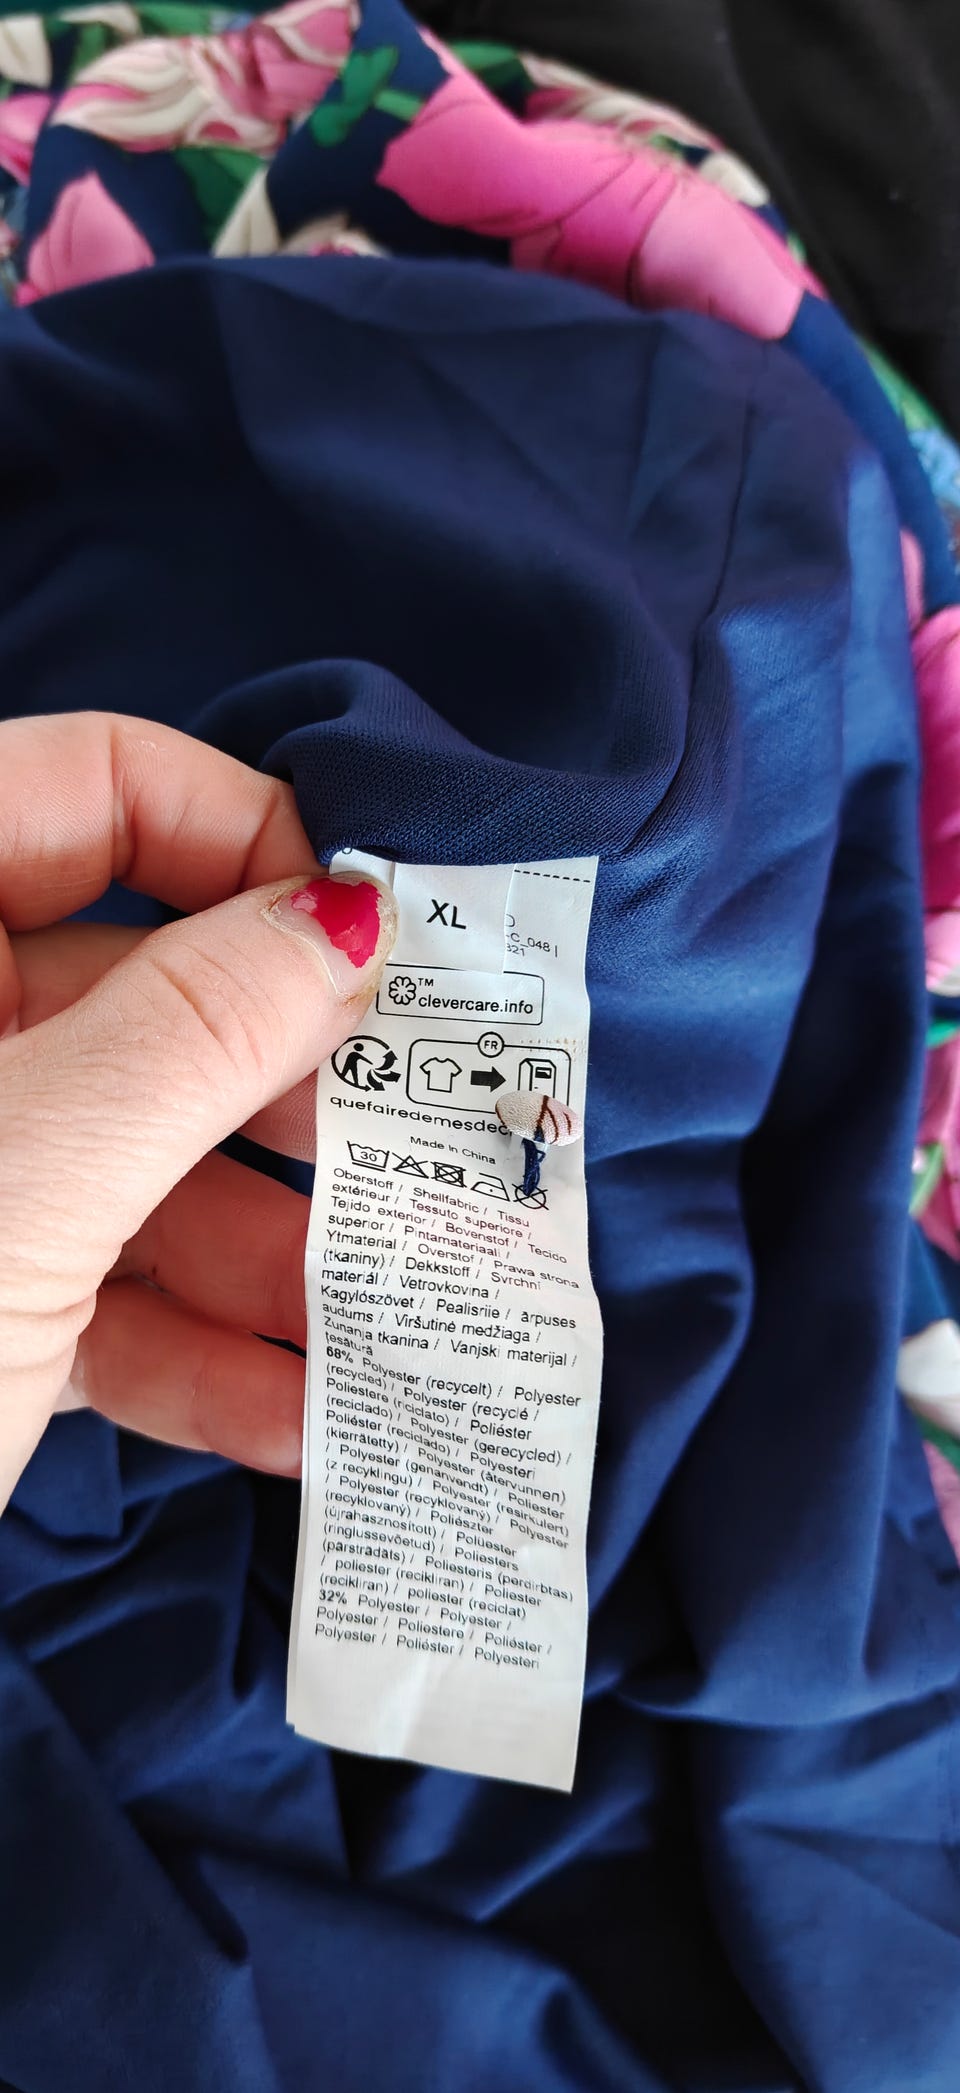 XL
C_048 |
321
TM
clevercare.info
FR
quefairedemesdec
Made in China
30
Oberstoff / Shellfabric / Tissu
extérieur / Tessuto superiore /
Tejido exterior / Bovenstof / Tecido
superior / Pintamateriaali /
Ytmaterial / Overstof / Prawa strona
(tkaniny) / Dekkstoff / Svrchní
materiál / Vetrovkovina /
Kagylószövet / Pealisriie / ārpuses
audums / Viršutinė medžiaga /
Zunanja tkanina / Vanjski materijal /
țesătură
68% Polyester (recycelt) / Polyester
(recycled) / Polyester (recyclé /
Poliestere (riciclato) / Poliéster
(reciclado) / Polyester (gerecycled) /
Poliéster (reciclado) / Polyesteri
(kierrätetty) / Polyester (återvunnen)
/ Polyester (genanvendt) / Poliester
(z recyklingu) / Polyester (resirkulert)
/ Polyester (recyklovaný) / Polyester
(recyklovaný) / Poliészter
(újrahasznosított) / Polüester
(ringlussevõetud) / Poliesters
(pārstrādāts) / Poliesteris (perdirbtas)
/ poliester (recikliran) / Poliester
(recikliran) / poliester (reciclat)
32% Polyester / Polyester /
Polyester / Poliestere / Poliéster /
Polyester / Poliéster / Polyesteri